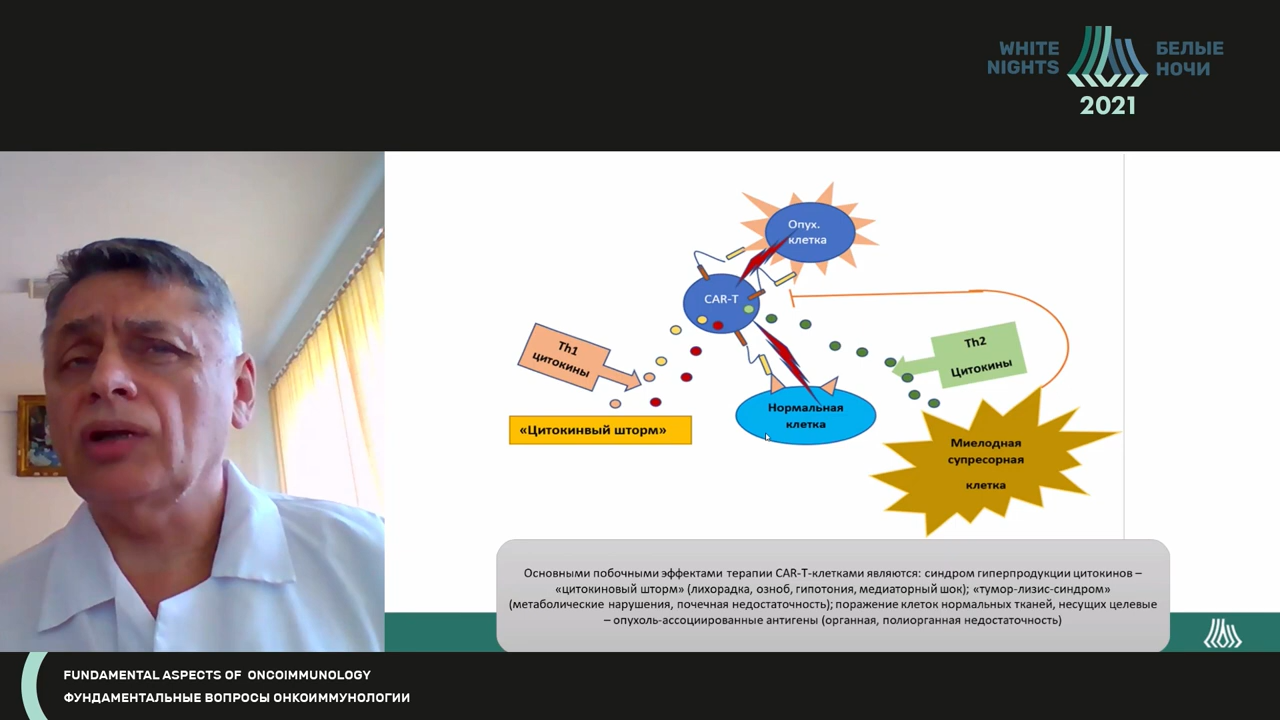 WHITE
NIGHTS
БЕЛЫЕ
НОЧИ
2021
Опух.
клетка
CAR-T
Th1
цитокины
Th2
Цитокины
«Цитокинвый шторм»
Нормальная
клетка
Миелодная
супресорная
клетка
Основными побочными эффектами терапии CAR-T-клетками являются: синдром гиперпродукции цитокинов –
«цитокиновый шторм» (лихорадка, озноб, гипотония, медиаторный шок); «тумор-лизис-синдром»
(метаболические нарушения, почечная недостаточность); поражение клеток нормальных тканей, несущих целевые
– опухоль-ассоциированные антигены (органная, полиорганная недостаточность)
FUNDAMENTAL ASPECTS OF ONCOIMMUNOLOGY
ФУНДАМЕНТАЛЬНЫЕ ВОПРОСЫ ОНКОИММУНОЛОГИИ